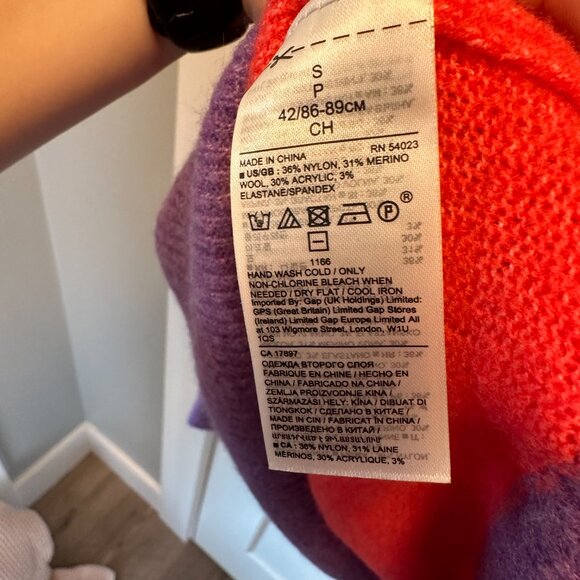 S
P
42/86-89CM
CH
MADE IN CHINA RN 54023
■ US/GB : 36% NYLON, 31% MERINO
WOOL, 30% ACRYLIC, 3%
ELASTANE/SPANDEX
P ®
1166
HAND WASH COLD / ONLY
NON-CHLORINE BLEACH WHEN
NEEDED / DRY FLAT / COOL IRON
Imported By: Gap (UK Holdings) Limited:
GPS (Great Britain) Limited Gap Stores
(Ireland) Limited Gap Europe Limited All
at 103 Wigmore Street, London, W1U
1QS
CA 17897
ОДЕЖДА ВТОРОГО СЛОЯ
FABRIQUE EN CHINE / HECHO EN
CHINA / FABRICADO NA CHINA /
ZEMLJA PROIZVODNJE KINA /
SZÁRMAZÁSI HELY: KÍNA / DIBUAT DI
TIONGKOK / СДЕЛАНО В КИТАЕ /
MADE IN CIN / FABRICAT ÎN CHINA /
ПРОИЗВЕДЕНО В КИТАЙ /
■ CA : 36% NYLON, 31% LAINE
MERINOS, 30% ACRYLIQUE, 3%